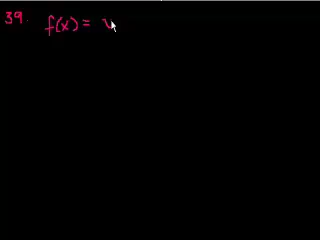 39. f(x) =